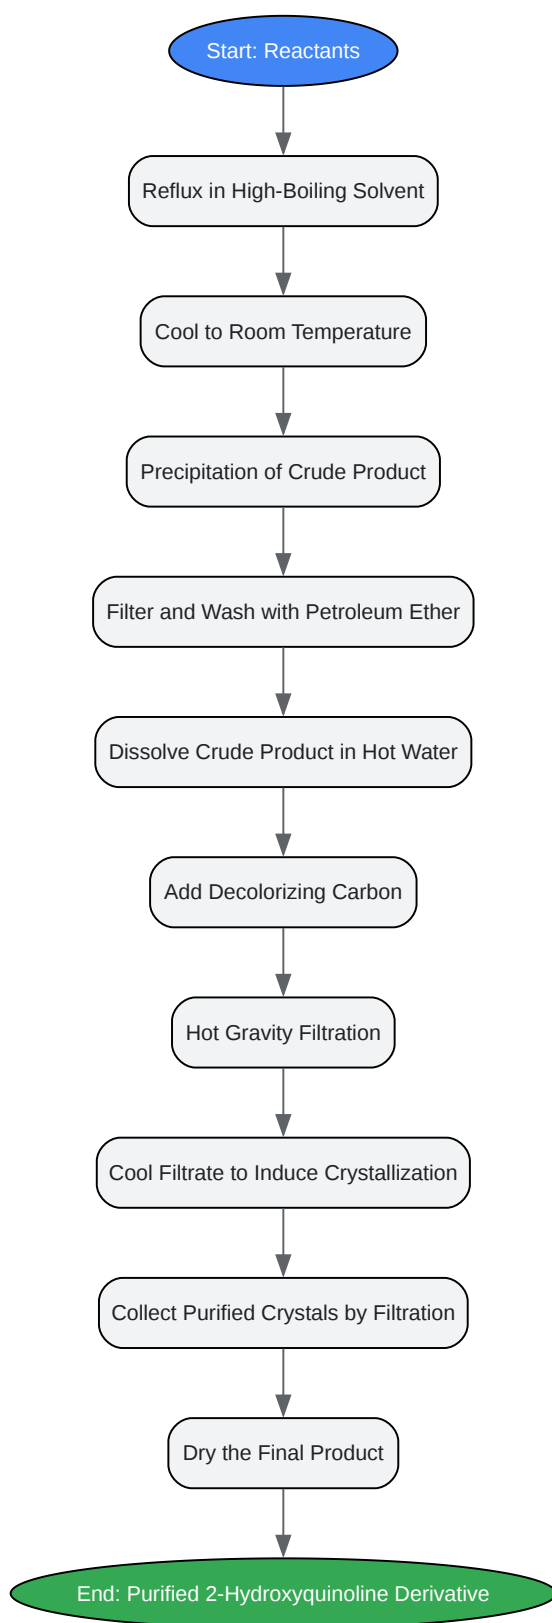 Start: Reactants
Reflux in High-Boiling Solvent
Cool to Room Temperature
Precipitation of Crude Product
Filter and Wash with Petroleum Ether
Dissolve Crude Product in Hot Water
Add Decolorizing Carbon
Hot Gravity Filtration
Cool Filtrate to Induce Crystallization
Collect Purified Crystals by Filtration
Dry the Final Product
End: Purified 2-Hydroxyquinoline Derivative